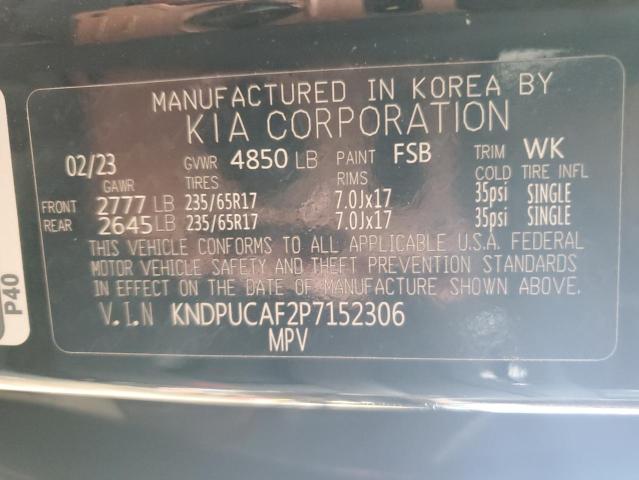 MANUFACTURED IN KOREA BY
KIA CORPORATION
02/23 GVWR 4850 LB PAINT FSB TRIM WK
GAWR TIRES RIMS COLD TIRE INFL
FRONT 2777 LB 235/65R17 7.0Jx17 35psi SINGLE
REAR 2645 LB 235/65R17 7.0Jx17 35psi SINGLE
THIS VEHICLE CONFORMS TO ALL APPLICABLE U.S.A. FEDERAL
MOTOR VEHICLE SAFETY AND THEFT PREVENTION STANDARDS
IN EFFECT ON THE DATE OF MANUFACTURE SHOWN ABOVE.
V.I.N KNDPUCAF2P7152306
MPV
P40